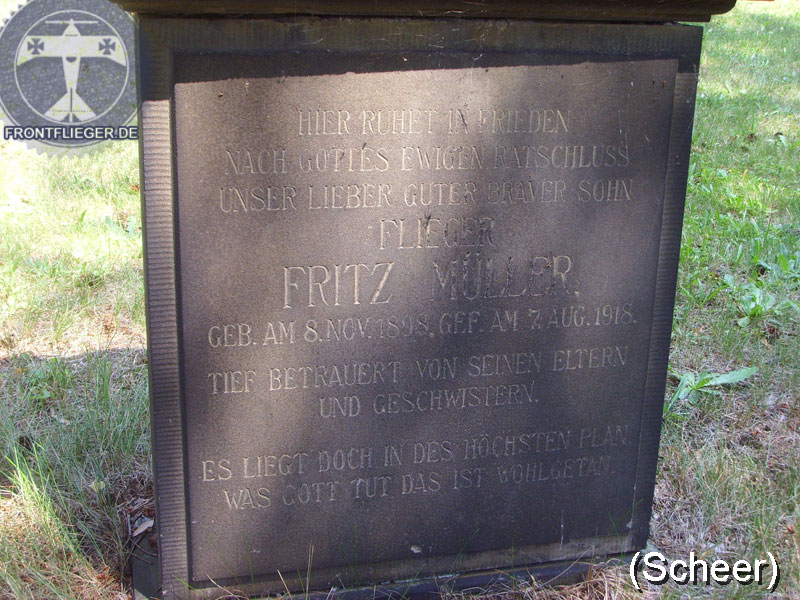 FRONTFLIEGER.DE
HIER RUHET IN FRIEDEN
NACH GOTTES EWIGEN RATSCHLUSS
UNSER LIEBER GUTER BRAVER SOHN
FLIEGER
FRITZ MÜLLER.
GEB. AM 8. NOV. 1898, GEF. AM 7. AUG. 1918.
TIEF BETRAUERT VON SEINEN ELTERN
UND GESCHWISTERN.
ES LIEGT DOCH IN DES HÖCHSTEN PLAN
WAS GOTT TUT DAS IST WOHLGETAN.
(Scheer)